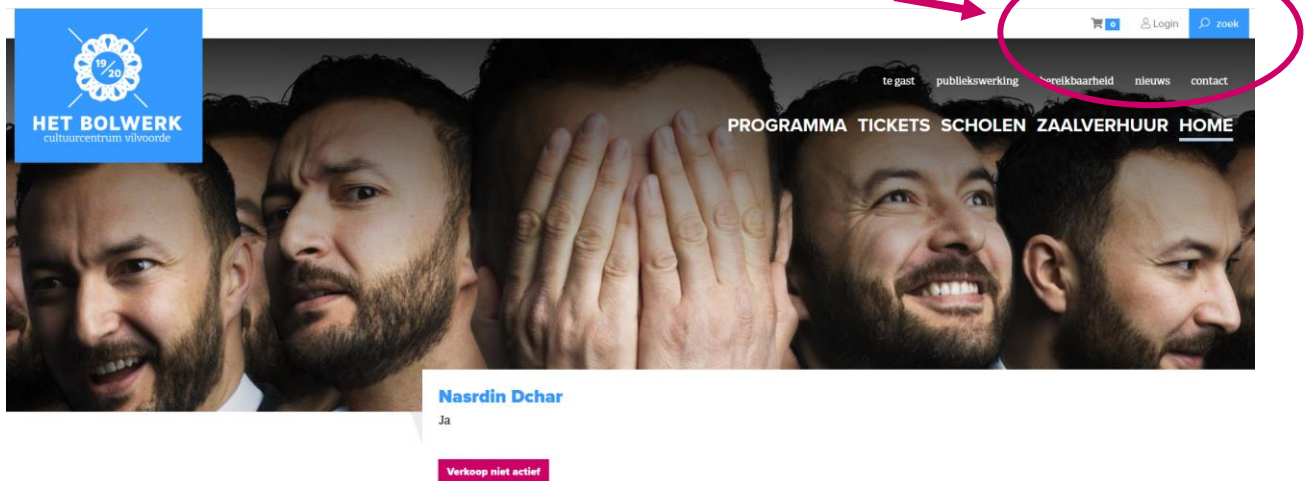 0 Login zoek
19/20
HET BOLWERK
cultuurcentrum vilvoorde
te gast publiekswerking bereikbaarheid nieuws contact
PROGRAMMA TICKETS SCHOLEN ZAALVERHUUR HOME
Nasrdin Dchar
Ja
Verkoop niet actief